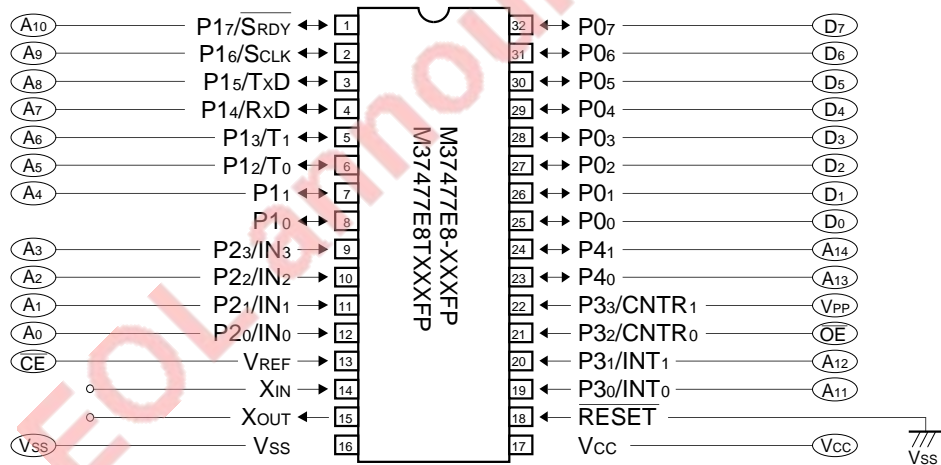 A10 P17/SRDY 1 32 P07 D7
A9 P16/SCLK 2 31 P06 D6
A8 P15/TXD 3 30 P05 D5
A7 P14/RXD 4 29 P04 D4
A6 P13/T1 5 28 P03 D3
A5 P12/T0 6 27 P02 D2
A4 P11 7 26 P01 D1
P10 8 25 P00 D0
A3 P23/IN3 9 24 P41 A14
A2 P22/IN2 10 23 P40 A13
A1 P21/IN1 11 22 P33/CNTR1 VPP
A0 P20/IN0 12 21 P32/CNTR0 OE
CE VREF 13 20 P31/INT1 A12
XIN 14 19 P30/INT0 A11
XOUT 15 18 RESET
VSS VSS 16 17 VCC VCC
VSS
M37477E8-XXXFP
M37477E8TXXXFP
EOL announ